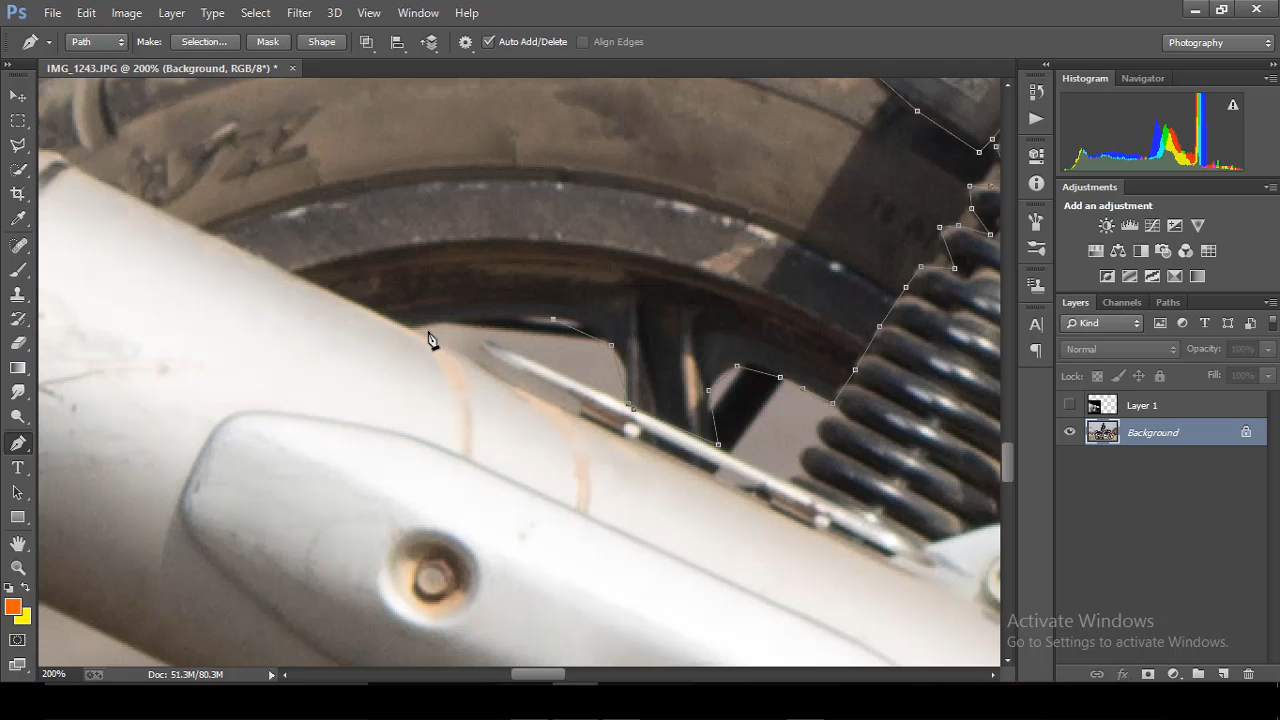 Ps File Edit Image Layer Type Select Filter 3D View Window Help
Path Make: Selection... Mask Shape Auto Add/Delete Align Edges Photography
IMG_1243.JPG @ 200% (Background, RGB/8*) * ×
Histogram Navigator
Adjustments
Add an adjustment
Layers Channels Paths
Kind
Normal Opacity: 100%
Lock: Fill: 100%
Layer 1
Background
Activate Windows
Go to Settings to activate Windows.
200% Doc: 51.3M/80.3M